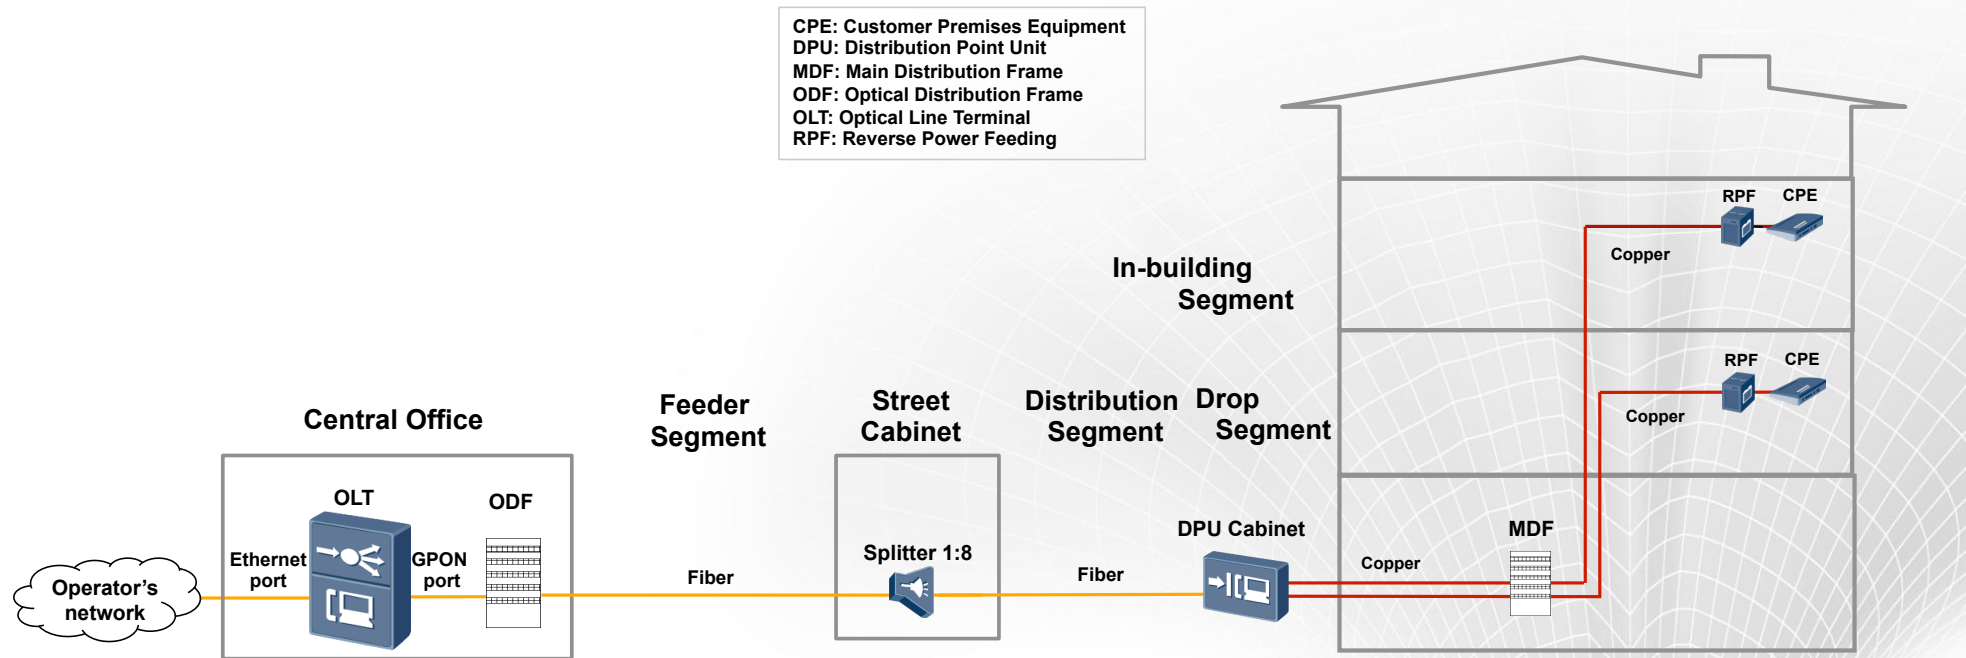 CPE: Customer Premises Equipment
DPU: Distribution Point Unit
MDF: Main Distribution Frame
ODF: Optical Distribution Frame
OLT: Optical Line Terminal
RPF: Reverse Power Feeding
RPF
CPE
Copper
In-building
Segment
RPF
CPE
Copper
Central Office
Feeder
Segment
Street
Cabinet
Distribution
Segment
Drop
Segment
OLT
ODF
Ethernet
port
GPON
port
Operator’s
network
Fiber
Splitter 1:8
Fiber
DPU Cabinet
Copper
MDF